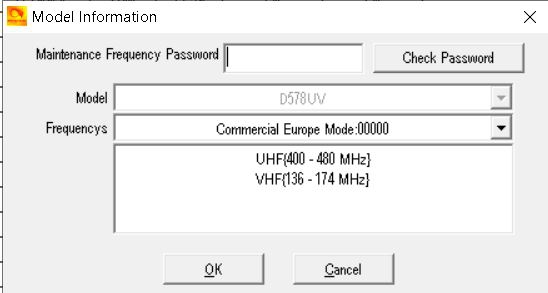 Model Information
Maintenance Frequency Password
Check Password
Model
D578UV
Frequencys
Commercial Europe Mode:00000
UHF{400 - 480 MHz}
VHF{136 - 174 MHz}
OK
Cancel